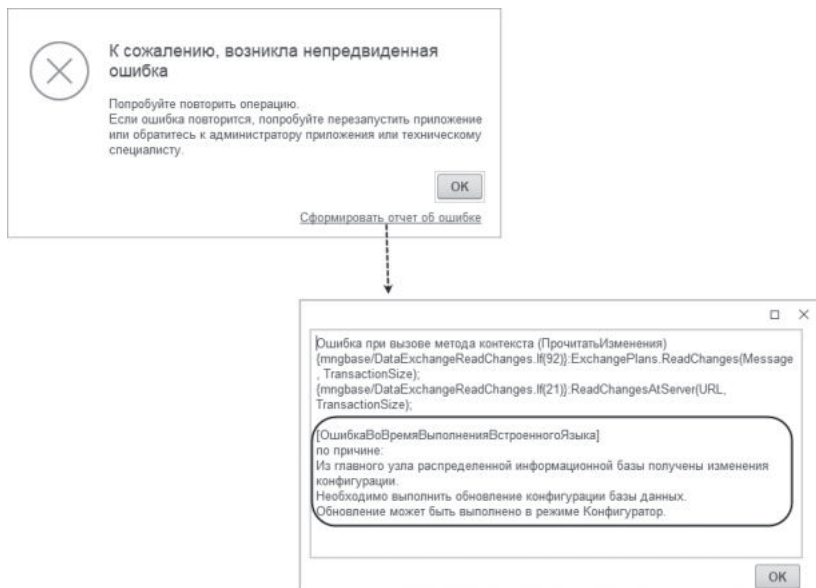 К сожалению, возникла непредвиденная
ошибка
Попробуйте повторить операцию.
Если ошибка повторится, попробуйте перезапустить приложение
или обратитесь к администратору приложения или техническому
специалисту.
OK
Сформировать отчет об ошибке
Ошибка при вызове метода контекста (ПрочитатьИзменения)
{mngbase/DataExchangeReadChanges.lf(92)}:ExchangePlans.ReadChanges(Message
, TransactionSize);
{mngbase/DataExchangeReadChanges.lf(21)}:ReadChangesAtServer(URL,
TransactionSize);
[ОшибкаВоВремяВыполненияВстроенногоЯзыка]
по причине:
Из главного узла распределенной информационной базы получены изменения
конфигурации.
Необходимо выполнить обновление конфигурации базы данных.
Обновление может быть выполнено в режиме Конфигуратор.
OK